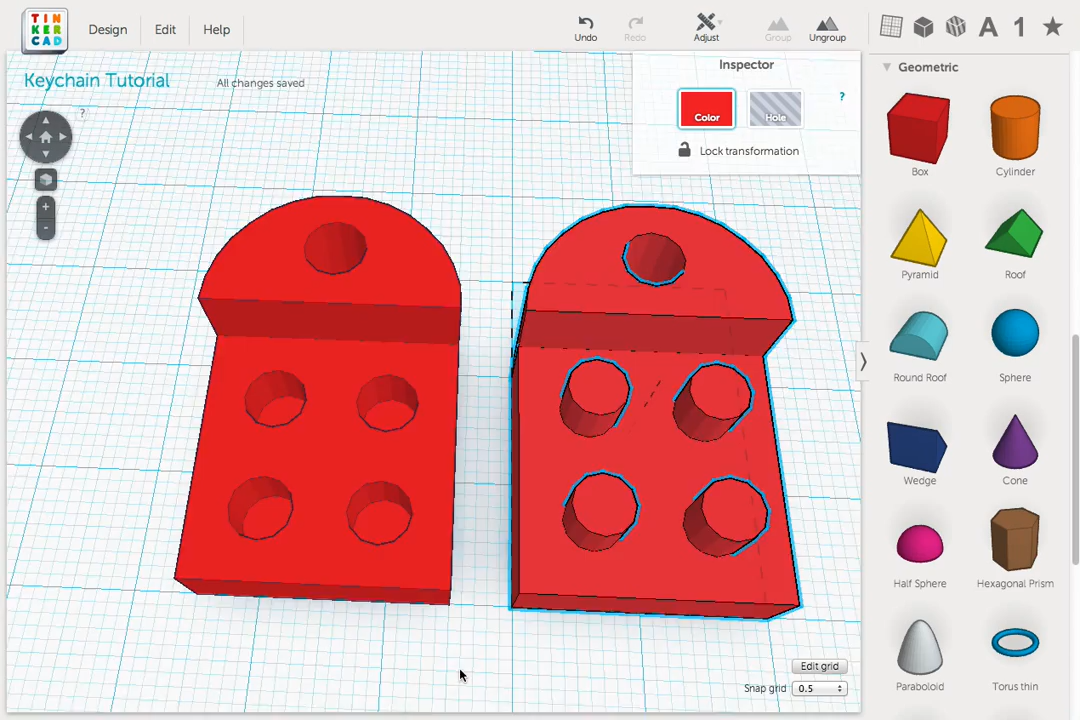 TIN
KER
CAD
Design
Edit
Help
Undo
Redo
Adjust
Group
Ungroup
A
1
Keychain Tutorial
All changes saved
?
Inspector
Color
Hole
?
Lock transformation
+
-
Geometric
Box
Cylinder
Pyramid
Roof
Round Roof
Sphere
Wedge
Cone
Half Sphere
Hexagonal Prism
Paraboloid
Torus thin
Edit grid
Snap grid 0.5